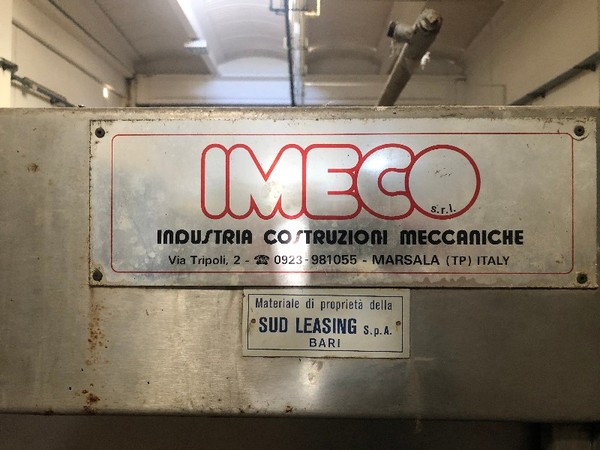 IMECO s.r.l.
INDUSTRIA COSTRUZIONI MECCANICHE
Via Tripoli, 2 - ☎ 0923-981055 - MARSALA (TP) ITALY
Materiale di proprietà della
SUD LEASING S.p.A.
BARI